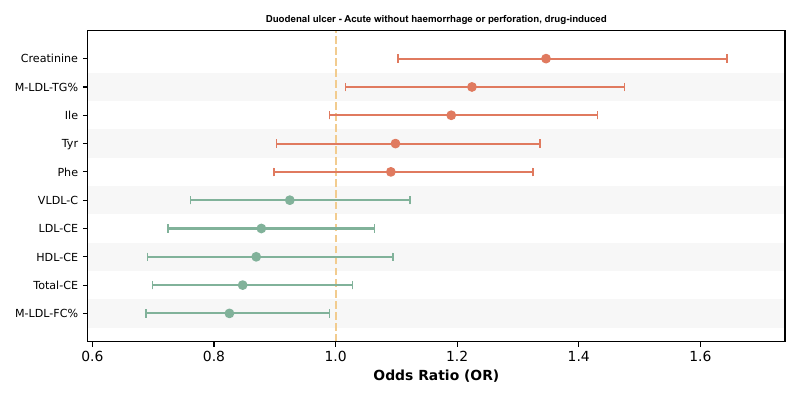 Duodenal ulcer - Acute without haemorrhage or perforation, drug-induced
Creatinine
M-LDL-TG%
Ile
Tyr
Phe
VLDL-C
LDL-CE
HDL-CE
Total-CE
M-LDL-FC%
0.6 0.8 1.0 1.2 1.4 1.6
Odds Ratio (OR)